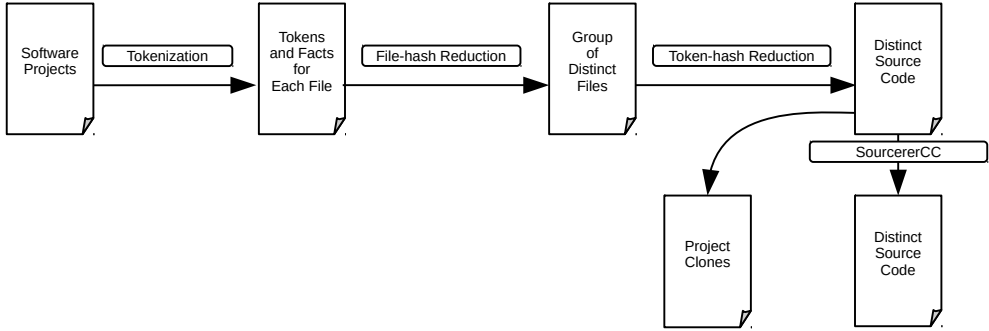 Software
Projects
Tokenization
Tokens
and Facts
for
Each File
File-hash Reduction
Group
of
Distinct
Files
Token-hash Reduction
Distinct
Source
Code
SourcererCC
Project
Clones
Distinct
Source
Code